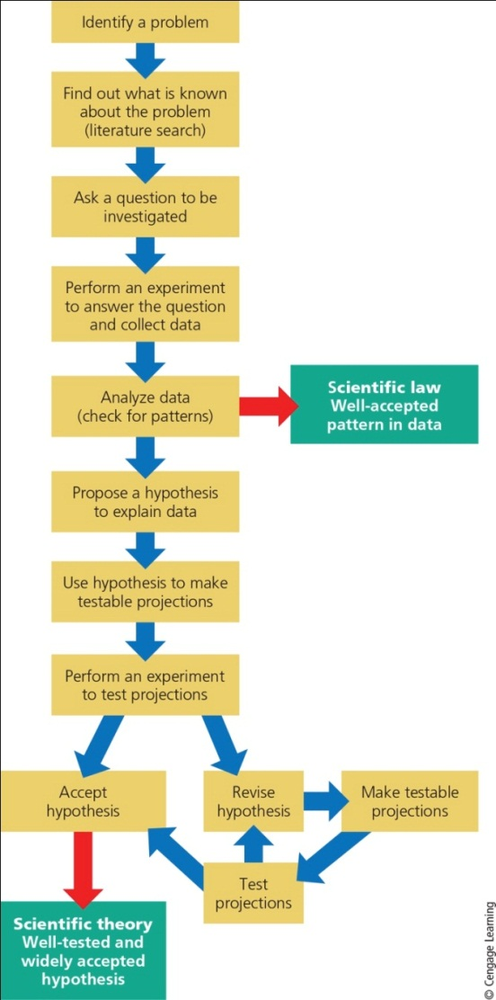 Identify a problem
Find out what is known
about the problem
(literature search)
Ask a question to be
investigated
Perform an experiment
to answer the question
and collect data
Analyze data
(check for patterns)
Scientific law
Well-accepted
pattern in data
Propose a hypothesis
to explain data
Use hypothesis to make
testable projections
Perform an experiment
to test projections
Accept
hypothesis
Revise
hypothesis
Make testable
projections
Test
projections
Scientific theory
Well-tested and
widely accepted
hypothesis
© Cengage Learning